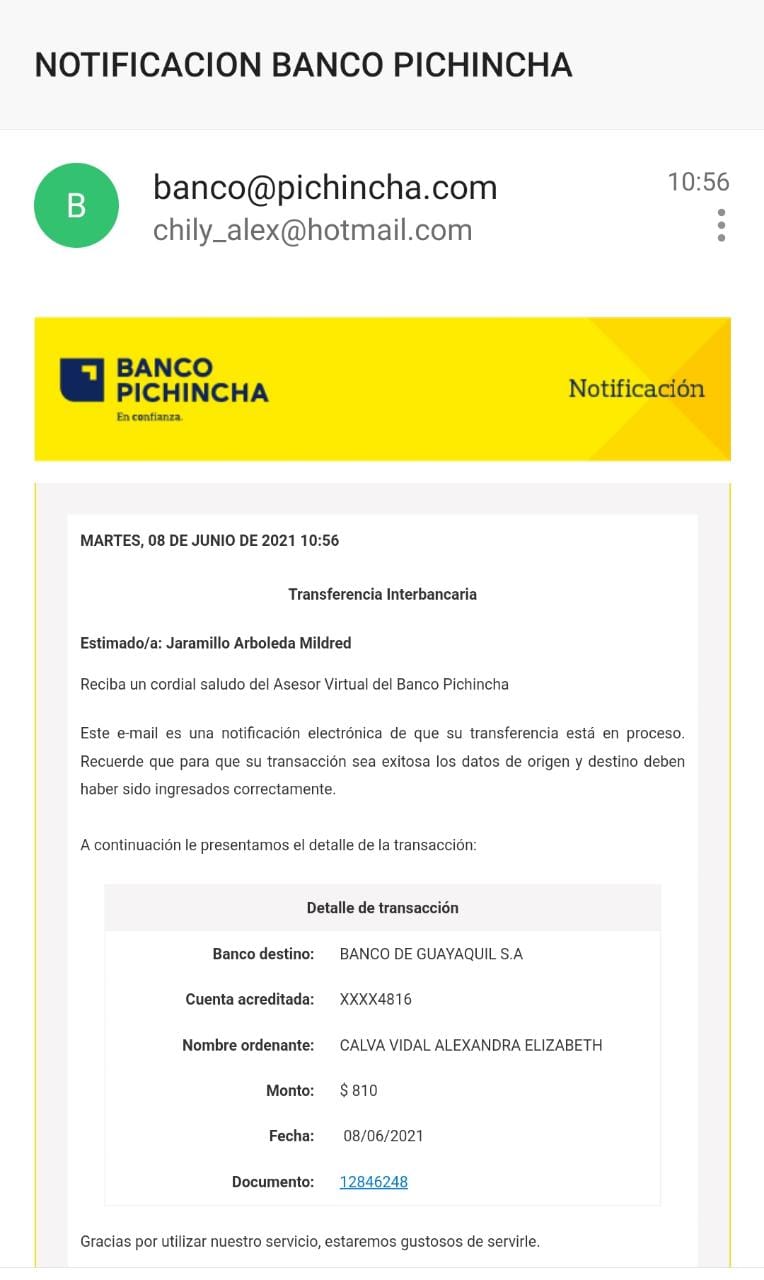 NOTIFICACION BANCO PICHINCHA
B
banco@pichincha.com
10:56
chily_alex@hotmail.com
BANCO
PICHINCHA
En confianza.
Notificación
MARTES, 08 DE JUNIO DE 2021 10:56
Transferencia Interbancaria
Estimado/a: Jaramillo Arboleda Mildred
Reciba un cordial saludo del Asesor Virtual del Banco Pichincha
Este e-mail es una notificación electrónica de que su transferencia está en proceso.
Recuerde que para que su transacción sea exitosa los datos de origen y destino deben
haber sido ingresados correctamente.
A continuación le presentamos el detalle de la transacción:
Detalle de transacción
Banco destino: BANCO DE GUAYAQUIL S.A
Cuenta acreditada: XXXX4816
Nombre ordenante: CALVA VIDAL ALEXANDRA ELIZABETH
Monto: $ 810
Fecha: 08/06/2021
Documento: 12846248
Gracias por utilizar nuestro servicio, estaremos gustosos de servirle.